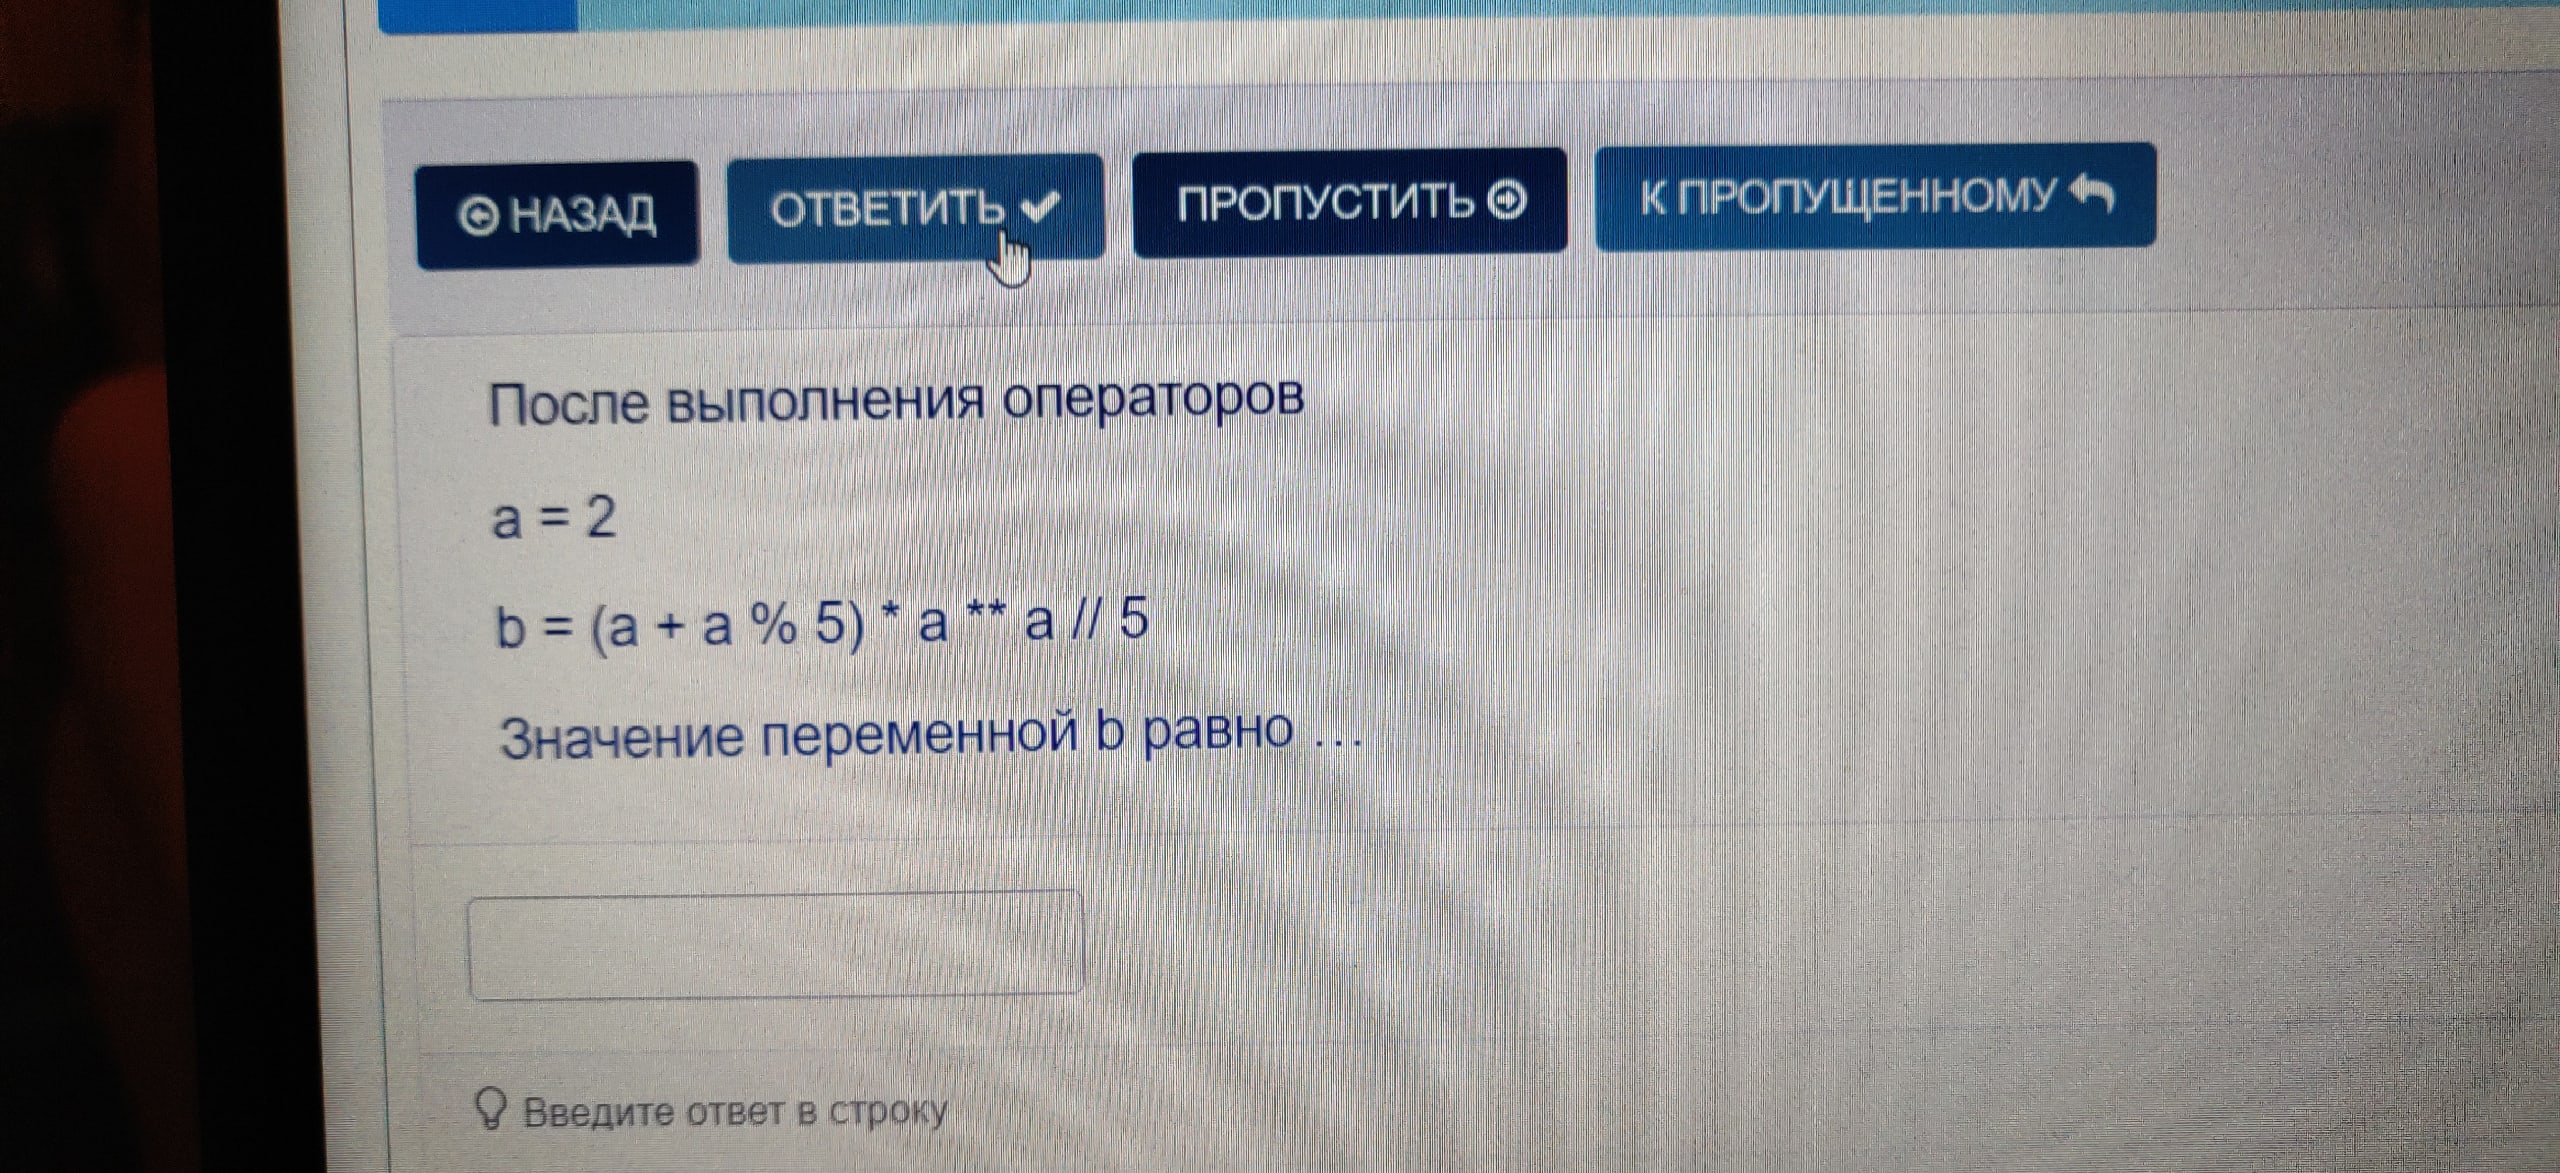 НАЗАД ОТВЕТИТЬ ПРОПУСТИТЬ К ПРОПУЩЕННОМУ
После выполнения операторов
a = 2
b = (a + a % 5) * a ** a // 5
Значение переменной b равно ...
Введите ответ в строку